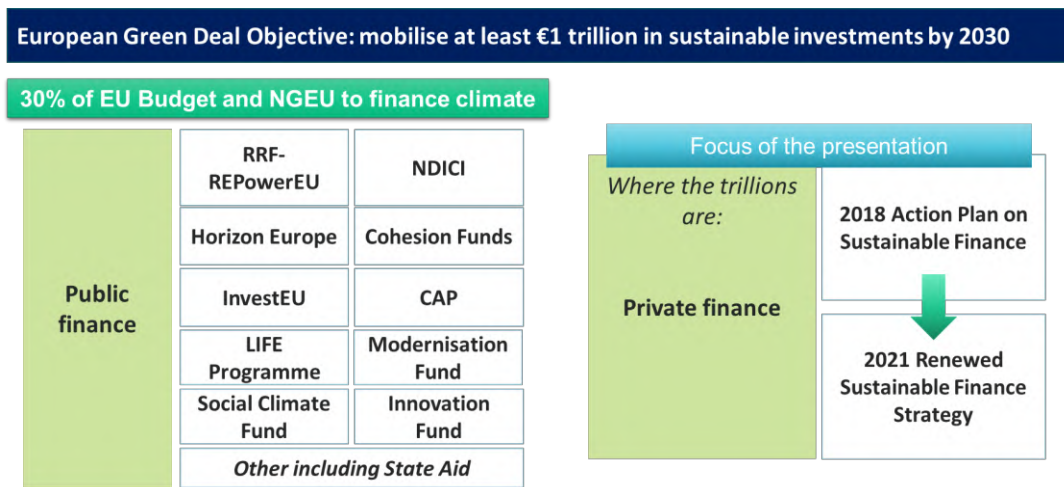 European Green Deal Objective: mobilise at least €1 trillion in sustainable investments by 2030
30% of EU Budget and NGEU to finance climate
Public
finance
RRF-
REPowerEU
NDICI
Horizon Europe
Cohesion Funds
InvestEU
CAP
LIFE
Programme
Modernisation
Fund
Social Climate
Fund
Innovation
Fund
Other including State Aid
Focus of the presentation
Where the trillions
are:
Private finance
2018 Action Plan on
Sustainable Finance
2021 Renewed
Sustainable Finance
Strategy